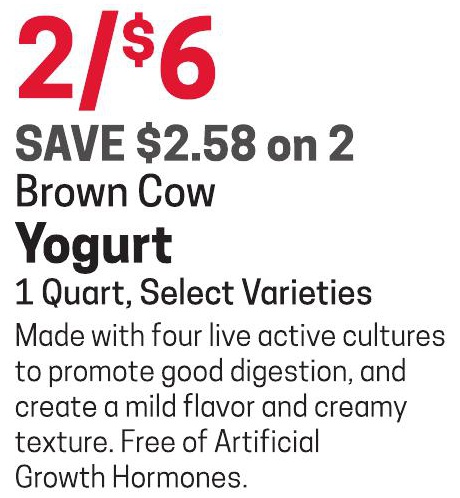 2/$6
SAVE $2.58 on 2
Brown Cow
Yogurt
1 Quart, Select Varieties
Made with four live active cultures
to promote good digestion, and
create a mild flavor and creamy
texture. Free of Artificial
Growth Hormones.